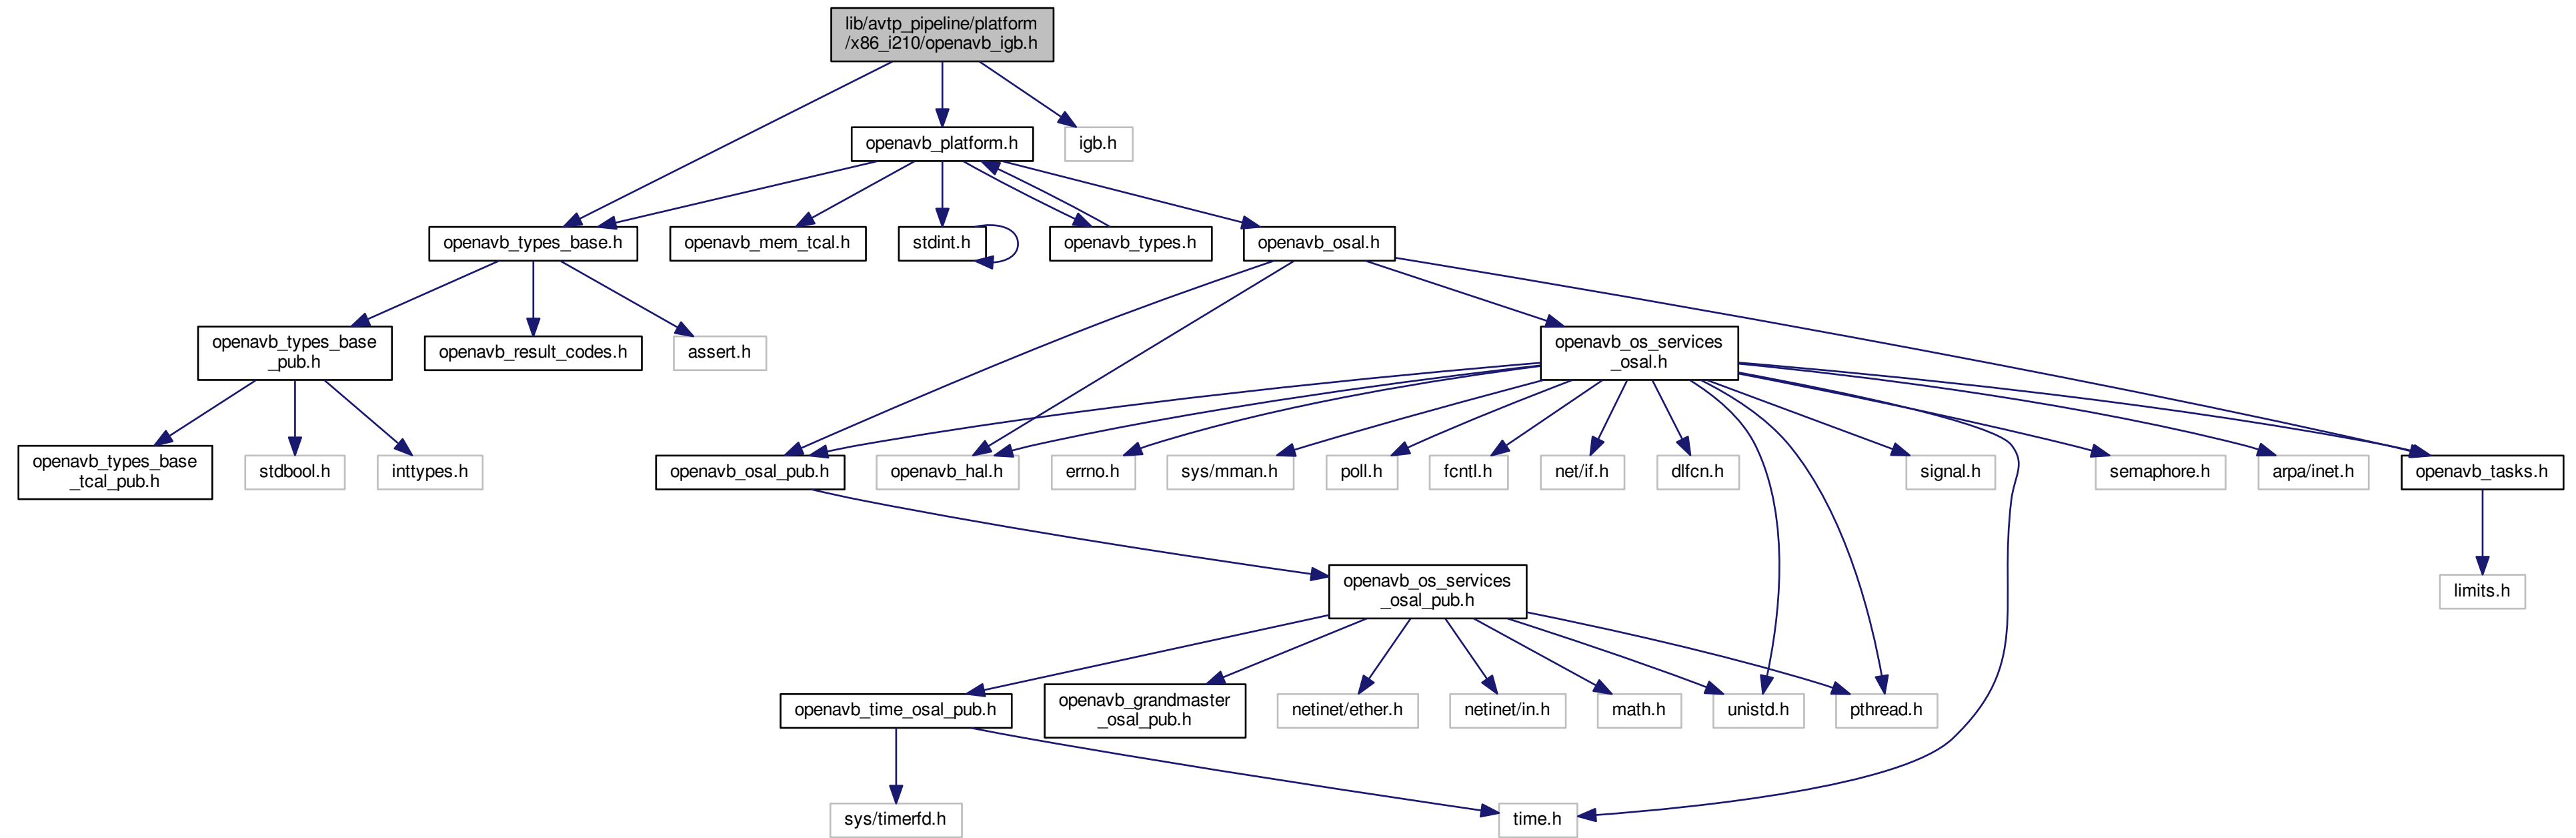 lib/avtp_pipeline/platform
/x86_i210/openavb_igb.h
openavb_platform.h
igb.h
openavb_types_base.h
openavb_mem_tcal.h
stdint.h
openavb_types.h
openavb_osal.h
openavb_types_base
_pub.h
openavb_result_codes.h
assert.h
openavb_os_services
_osal.h
openavb_types_base
_tcal_pub.h
stdbool.h
inttypes.h
openavb_osal_pub.h
openavb_hal.h
errno.h
sys/mman.h
poll.h
fcntl.h
net/if.h
dlfcn.h
signal.h
semaphore.h
arpa/inet.h
openavb_tasks.h
openavb_os_services
_osal_pub.h
limits.h
openavb_time_osal_pub.h
openavb_grandmaster
_osal_pub.h
netinet/ether.h
netinet/in.h
math.h
unistd.h
pthread.h
sys/timerfd.h
time.h